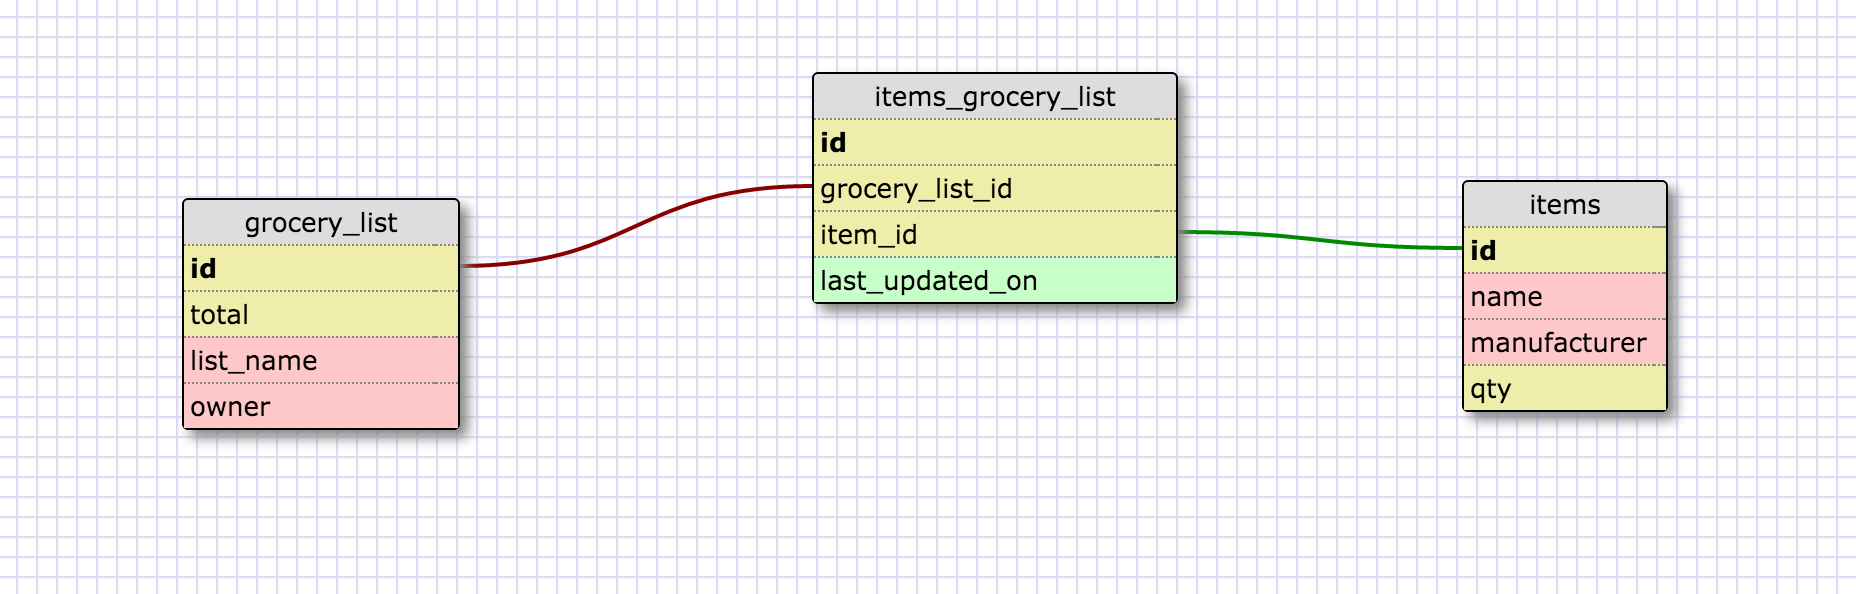 grocery_list
id
total
list_name
owner
items_grocery_list
id
grocery_list_id
item_id
last_updated_on
items
id
name
manufacturer
qty